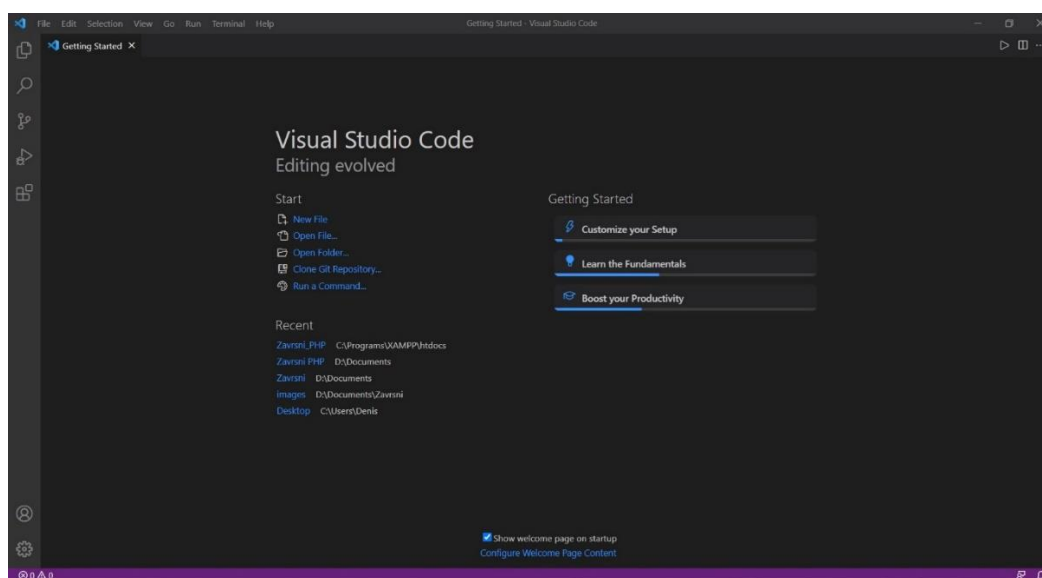 File Edit Selection View Go Run Terminal Help
Getting Started - Visual Studio Code
Getting Started
Visual Studio Code
Editing evolved
Start
New File
Open File...
Open Folder...
Clone Git Repository...
Run a Command...
Recent
Zavrsni_PHP C:\Programs\XAMPP\htdocs
Zavrsni PHP D:\Documents
Zavrsni D:\Documents
images D:\Documents\Zavrsni
Desktop C:\Users\Denis
Getting Started
Customize your Setup
Learn the Fundamentals
Boost your Productivity
Show welcome page on startup
Configure Welcome Page Content
0 0